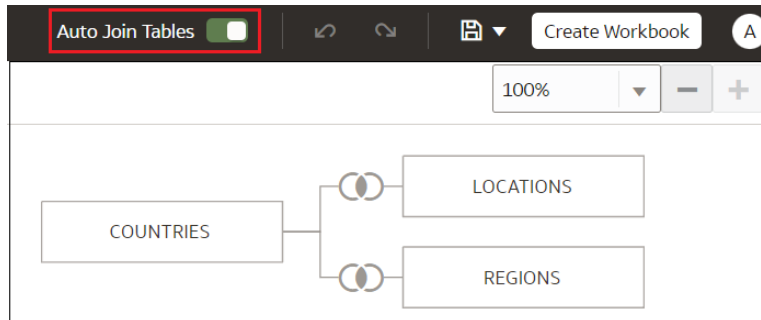 Auto Join Tables Create Workbook A
100%
LOCATIONS
COUNTRIES
REGIONS